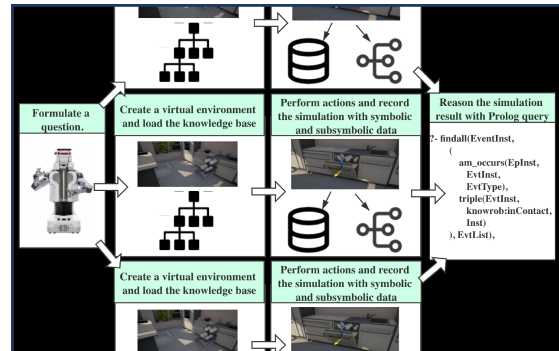 Formulate a
question.
Create a virtual environment
and load the knowledge base
Perform actions and record
the simulation with symbolic
and subsymbolic data
Reason the simulation
result with Prolog query
?- findall(EventInst,
(
am_occurs(EpInst,
EvtInst,
EvtType),
triple(EvtInst,
knowrob:inContact,
Inst)
), EvtList),
Create a virtual environment
and load the knowledge base
Perform actions and record
the simulation with symbolic
and subsymbolic data